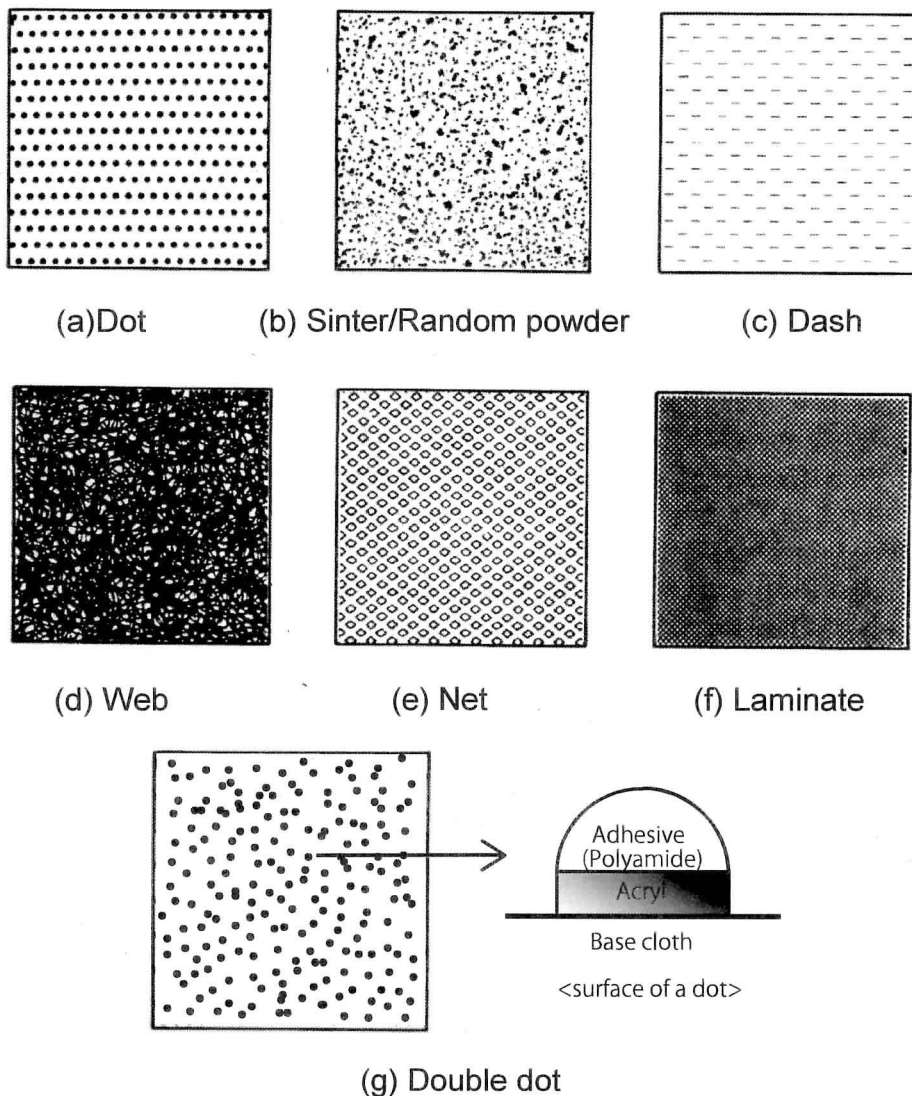 (a)Dot
(b) Sinter/Random powder
(c) Dash
(d) Web
(e) Net
(f) Laminate
Adhesive
(Polyamide)
Acryl
Base cloth
<surface of a dot>
(g) Double dot